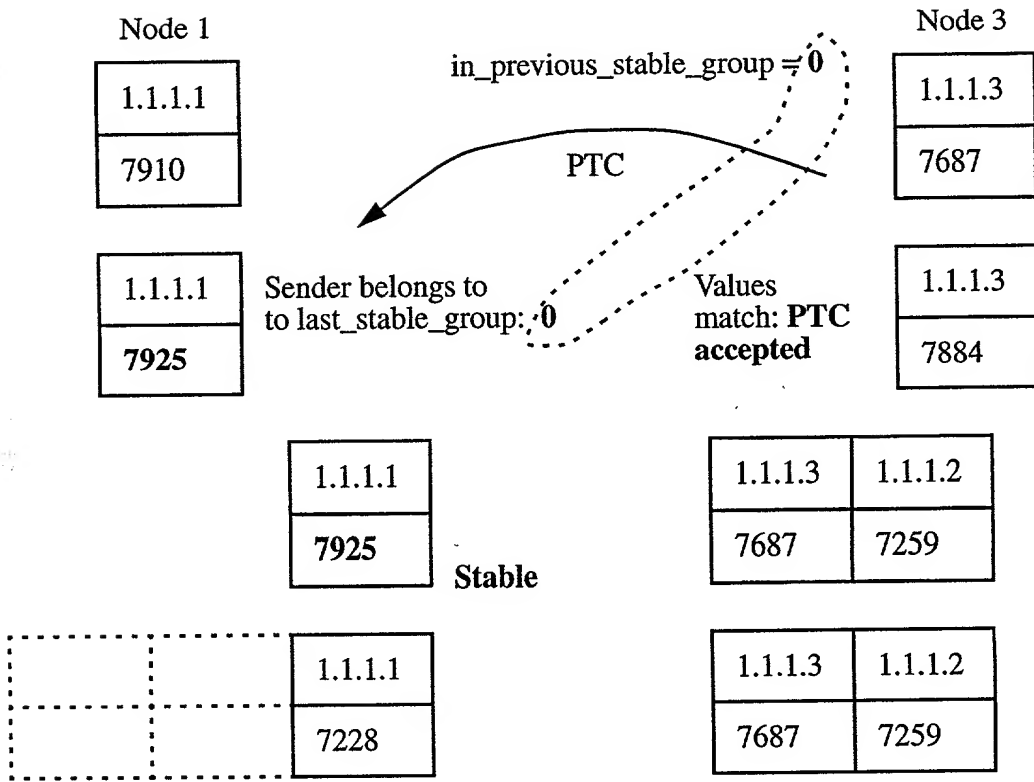 Node 1
Node 3
in_previous_stable_group = 0
1.1.1.1
1.1.1.3
7910
PTC
7687
1.1.1.1
Sender belongs to
to last_stable_group: 0
Values
match: PTC
accepted
1.1.1.3
7925
7884
1.1.1.1
1.1.1.3
1.1.1.2
7925
Stable
7687
7259
1.1.1.1
1.1.1.3
1.1.1.2
7228
7687
7259